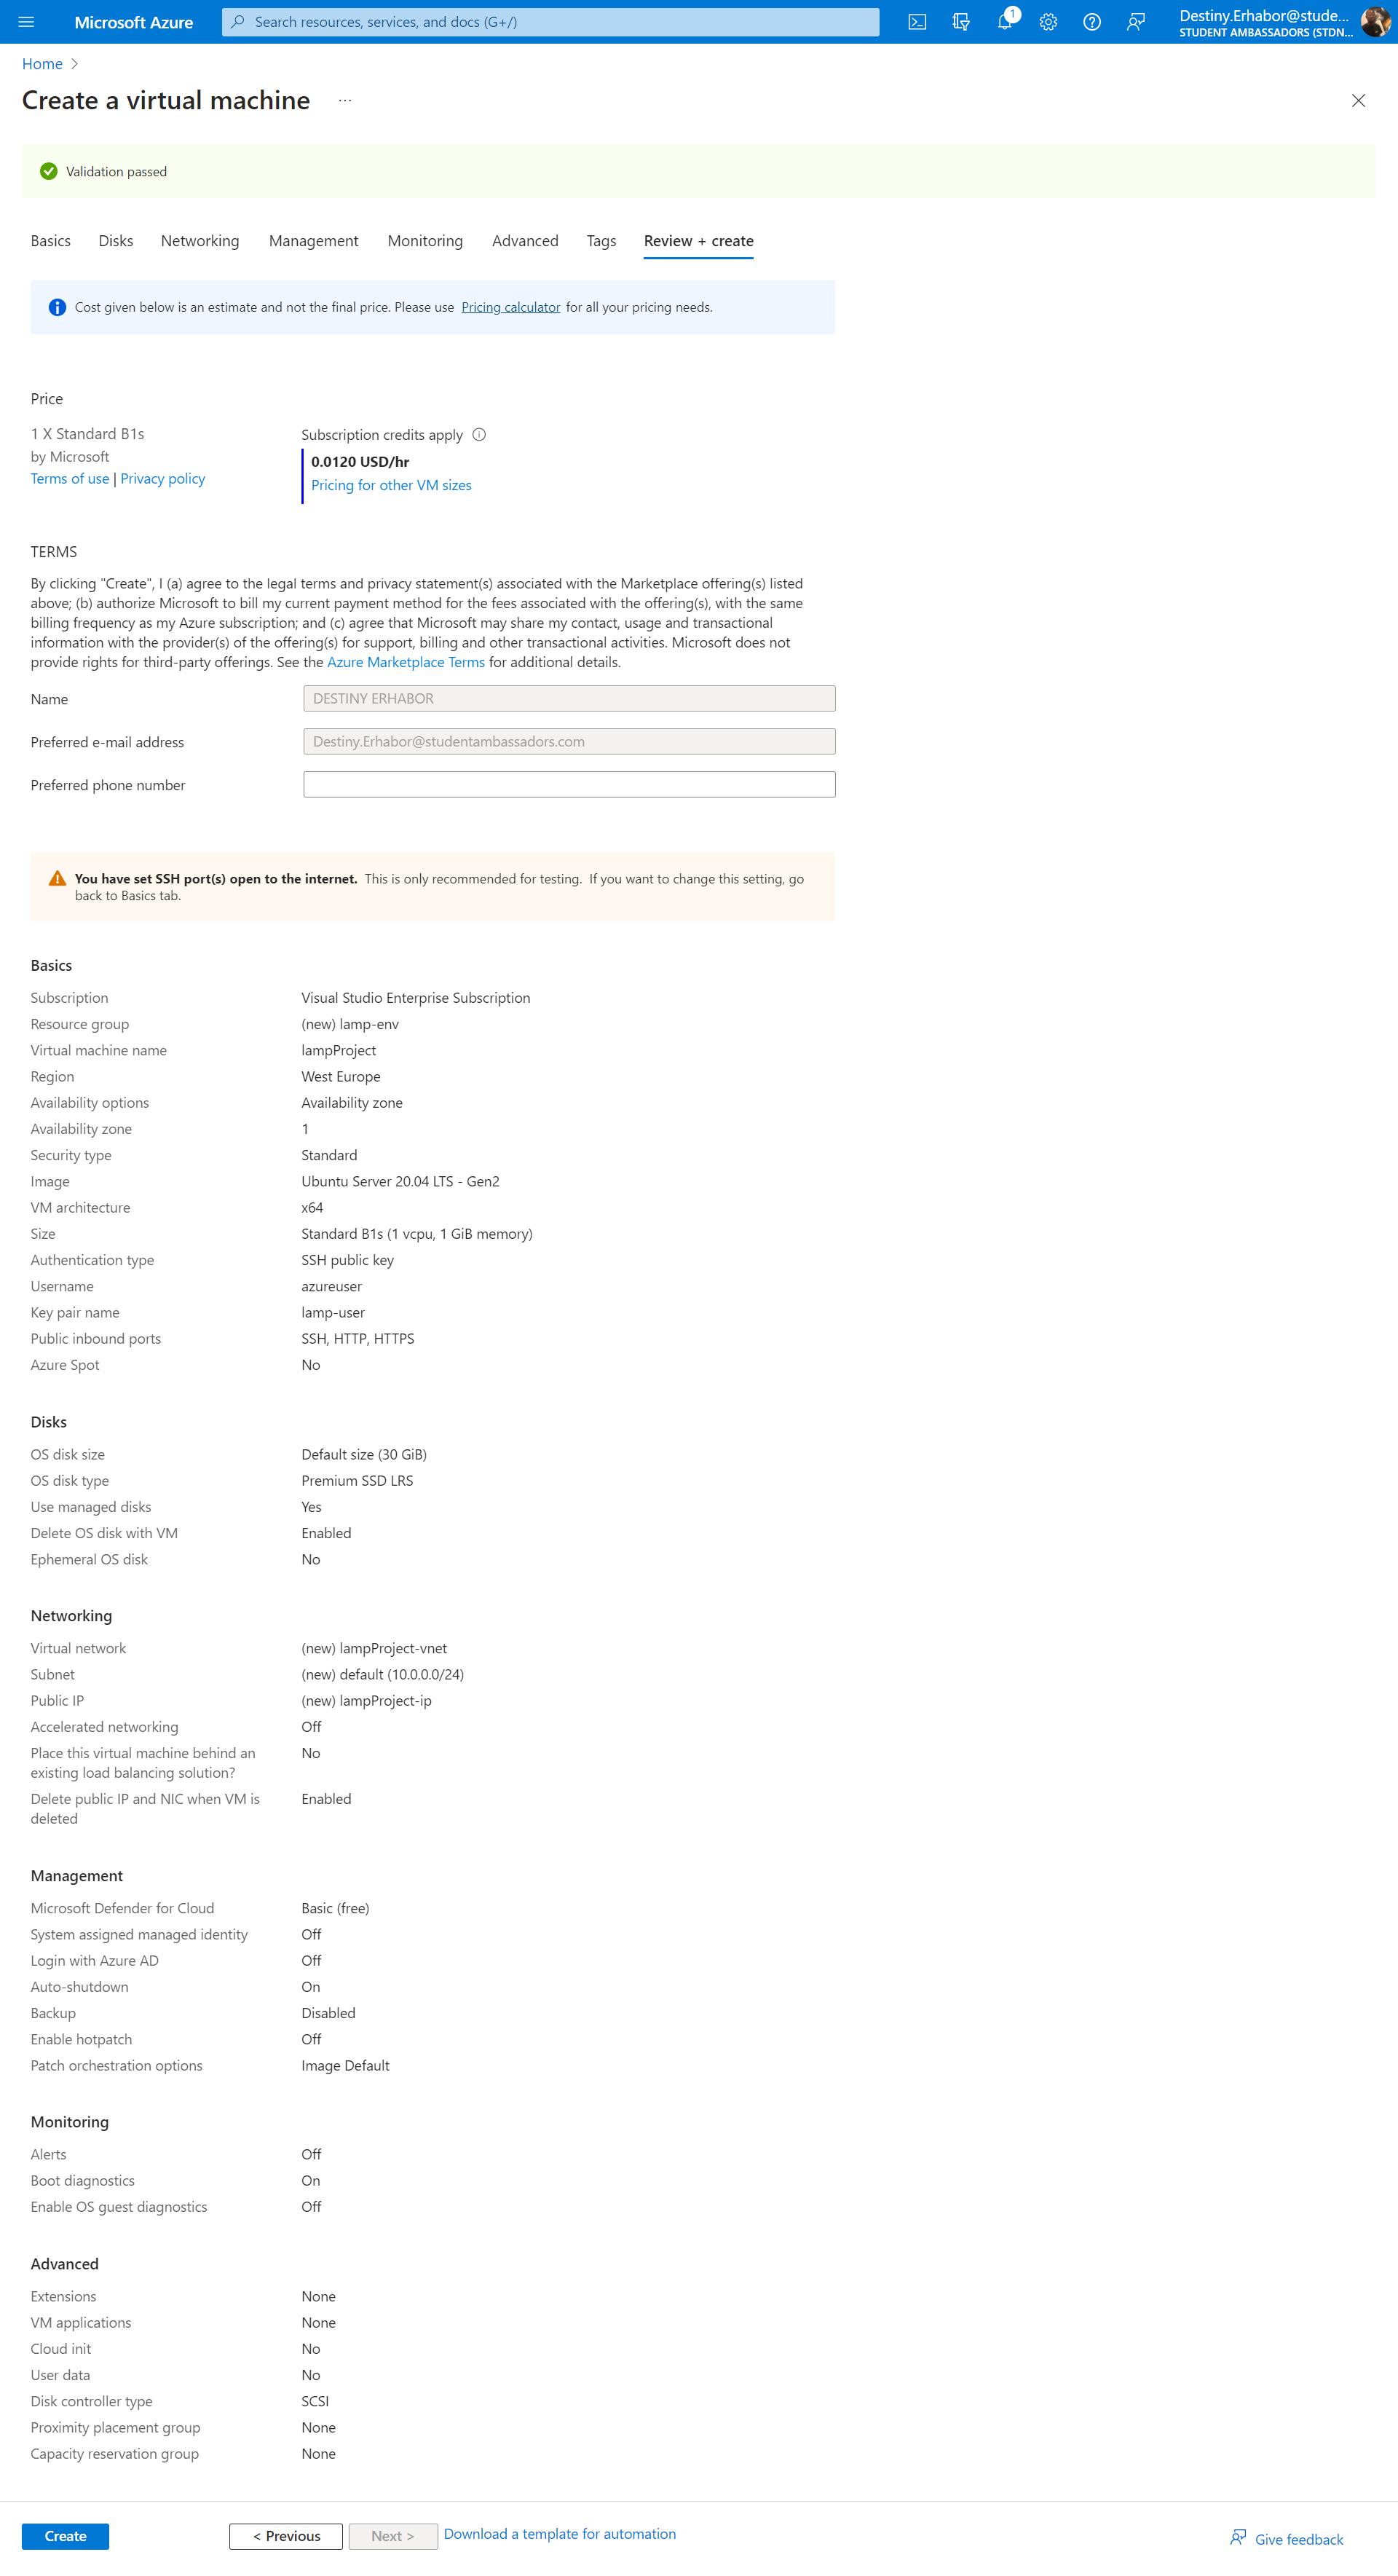 Microsoft Azure
Search resources, services, and docs (G+/)
1
Destiny.Erhabor@stude...
STUDENT AMBASSADORS (STDN...
Home
Create a virtual machine
...
Validation passed
Basics Disks Networking Management Monitoring Advanced Tags Review + create
Cost given below is an estimate and not the final price. Please use Pricing calculator for all your pricing needs.
Price
1 X Standard B1s
by Microsoft
Terms of use | Privacy policy
Subscription credits apply
0.0120 USD/hr
Pricing for other VM sizes
TERMS
By clicking "Create", I (a) agree to the legal terms and privacy statement(s) associated with the Marketplace offering(s) listed
above; (b) authorize Microsoft to bill my current payment method for the fees associated with the offering(s), with the same
billing frequency as my Azure subscription; and (c) agree that Microsoft may share my contact, usage and transactional
information with the provider(s) of the offering(s) for support, billing and other transactional activities. Microsoft does not
provide rights for third-party offerings. See the Azure Marketplace Terms for additional details.
Name DESTINY ERHABOR
Preferred e-mail address Destiny.Erhabor@studentambassadors.com
Preferred phone number
You have set SSH port(s) open to the internet. This is only recommended for testing. If you want to change this setting, go
back to Basics tab.
Basics
Subscription Visual Studio Enterprise Subscription
Resource group (new) lamp-env
Virtual machine name lampProject
Region West Europe
Availability options Availability zone
Availability zone 1
Security type Standard
Image Ubuntu Server 20.04 LTS - Gen2
VM architecture x64
Size Standard B1s (1 vcpu, 1 GiB memory)
Authentication type SSH public key
Username azureuser
Key pair name lamp-user
Public inbound ports SSH, HTTP, HTTPS
Azure Spot No
Disks
OS disk size Default size (30 GiB)
OS disk type Premium SSD LRS
Use managed disks Yes
Delete OS disk with VM Enabled
Ephemeral OS disk No
Networking
Virtual network (new) lampProject-vnet
Subnet (new) default (10.0.0.0/24)
Public IP (new) lampProject-ip
Accelerated networking Off
Place this virtual machine behind an No
existing load balancing solution?
Delete public IP and NIC when VM is Enabled
deleted
Management
Microsoft Defender for Cloud Basic (free)
System assigned managed identity Off
Login with Azure AD Off
Auto-shutdown On
Backup Disabled
Enable hotpatch Off
Patch orchestration options Image Default
Monitoring
Alerts Off
Boot diagnostics On
Enable OS guest diagnostics Off
Advanced
Extensions None
VM applications None
Cloud init No
User data No
Disk controller type SCSI
Proximity placement group None
Capacity reservation group None
Create < Previous Next > Download a template for automation Give feedback